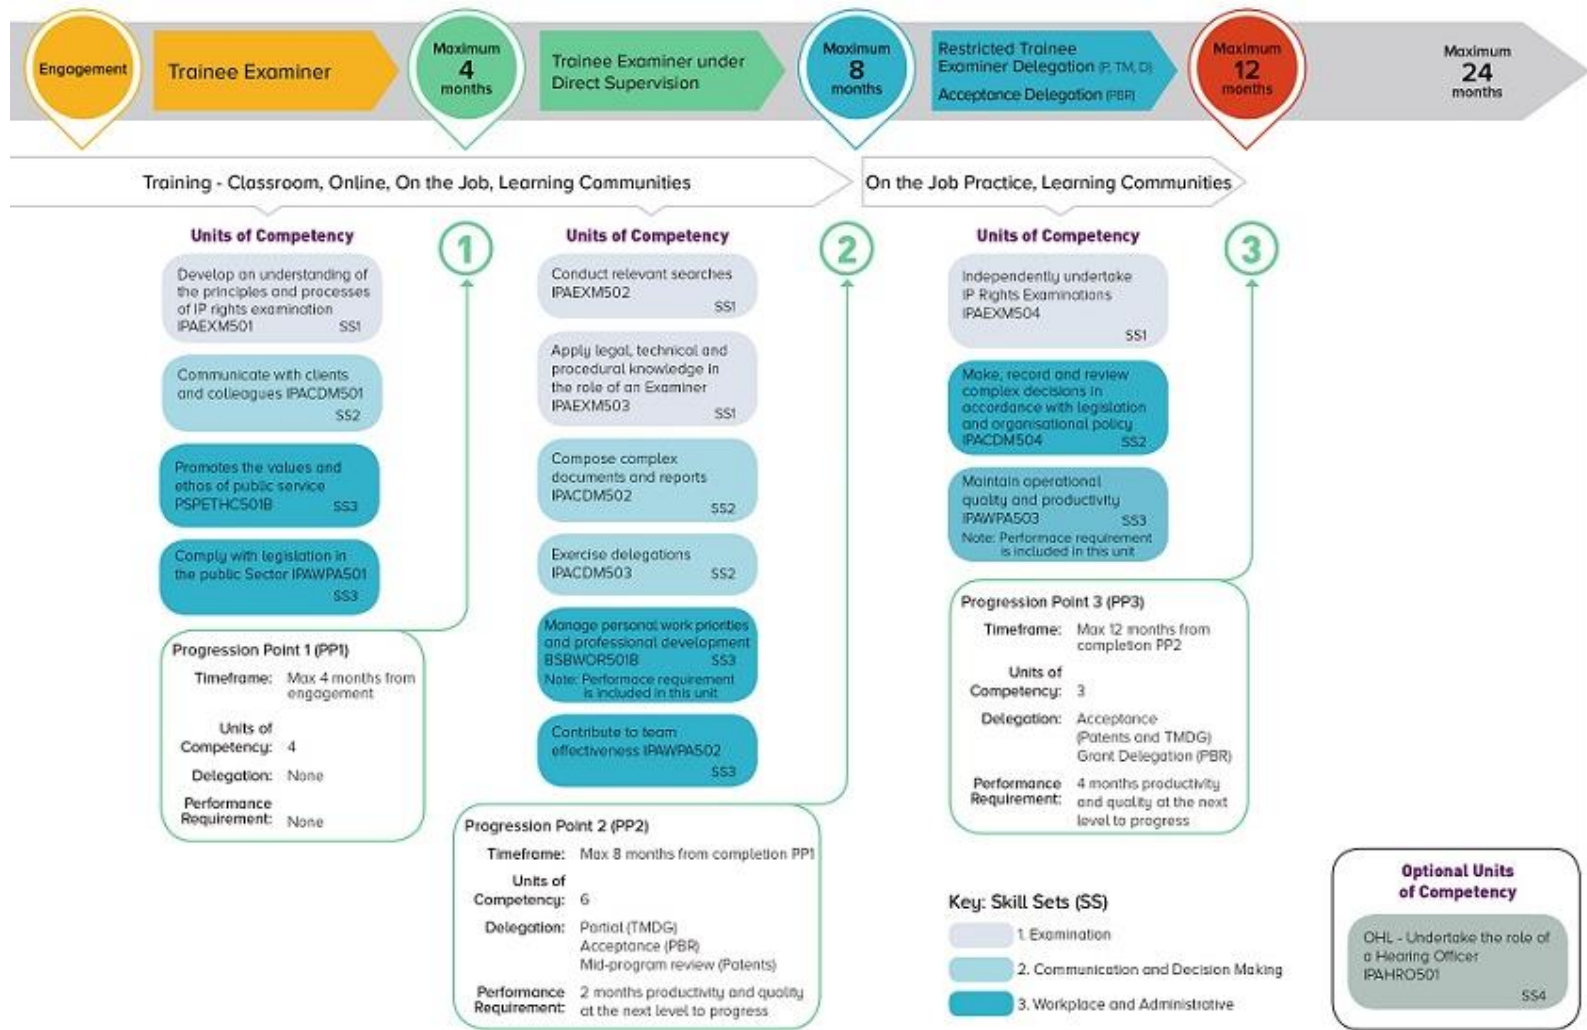 Engagement
Trainee Examiner
Maximum
4
months
Trainee Examiner under
Direct Supervision
Maximum
8
months
Restricted Trainee
Examiner Delegation (P, TM, D)
Acceptance Delegation (PBR)
Maximum
12
months
Maximum
24
months
Training - Classroom, Online, On the Job, Learning Communities
On the Job Practice, Learning Communities
Units of Competency
1
Develop an understanding of
the principles and processes
of IP rights examination
IPAEXM501 SS1
Communicate with clients
and colleagues IPACDM501
SS2
Promotes the values and
ethos of public service
PSPETHC501B SS3
Comply with legislation in
the public Sector IPAWPA501
SS3
Progression Point 1 (PP1)
Timeframe: Max 4 months from
engagement
Units of
Competency: 4
Delegation: None
Performance
Requirement: None
Units of Competency
2
Conduct relevant searches
IPAEXM502
SS1
Apply legal, technical and
procedural knowledge in
the role of an Examiner
IPAEXM503
SS1
Compose complex
documents and reports
IPACDM502
SS2
Exercise delegations
IPACDM503 SS2
Manage personal work priorities
and professional development
BSBWOR501B SS3
Note: Performace requirement
is included in this unit
Contribute to team
effectiveness IPAWPA502
SS3
Progression Point 2 (PP2)
Timeframe: Max 8 months from completion PP1
Units of
Competency: 6
Delegation: Partial (TMDG)
Acceptance (PBR)
Mid-program review (Patents)
Performance 2 months productivity and quality
Requirement: at the next level to progress
Units of Competency
3
Independently undertake
IP Rights Examinations
IPAEXM504
SS1
Make, record and review
complex decisions in
accordance with legislation
and organisational policy
IPACDM504 SS2
Maintain operational
quality and productivity
IPAWPA503 SS3
Note: Performace requirement
is included in this unit
Progression Point 3 (PP3)
Timeframe: Max 12 months from
completion PP2
Units of
Competency: 3
Delegation: Acceptance
(Patents and TMDG)
Grant Delegation (PBR)
Performance 4 months productivity
Requirement: and quality at the next
level to progress
Key: Skill Sets (SS)
1. Examination
2. Communication and Decision Making
3. Workplace and Administrative
Optional Units
of Competency
OHL - Undertake the role of
a Hearing Officer
IPAHRO501
SS4